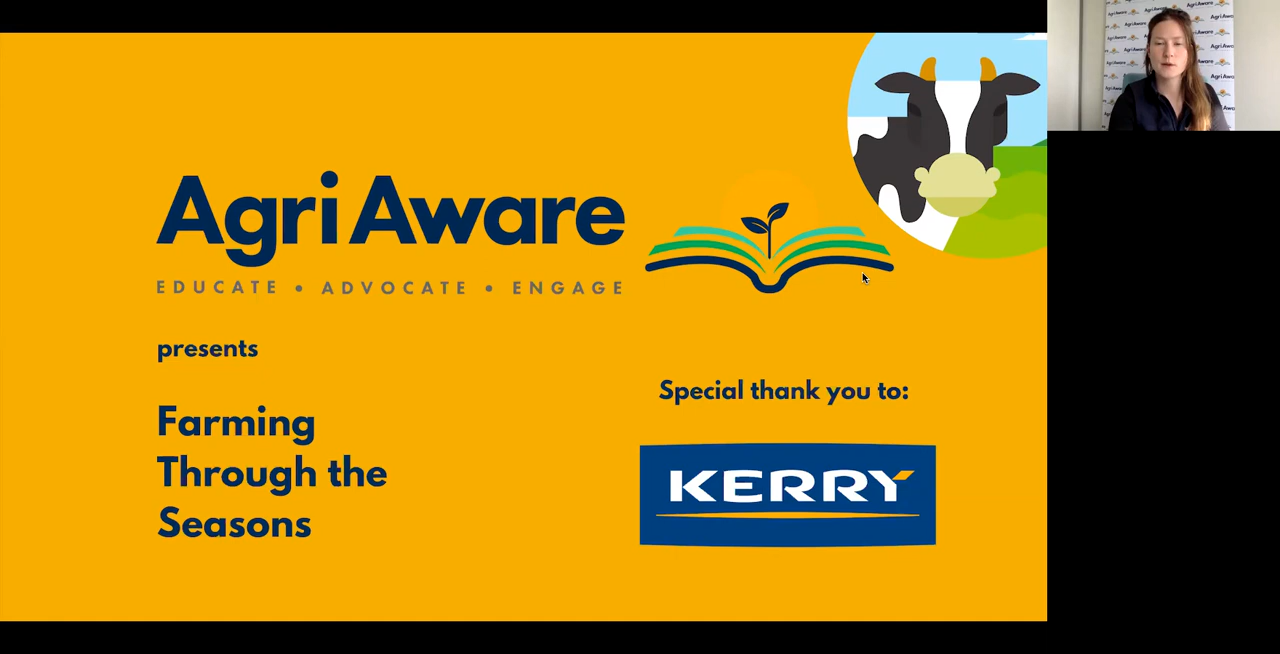 Agri Aware
EDUCATE • ADVOCATE • ENGAGE
presents
Farming
Through the
Seasons
Special thank you to:
KERRY